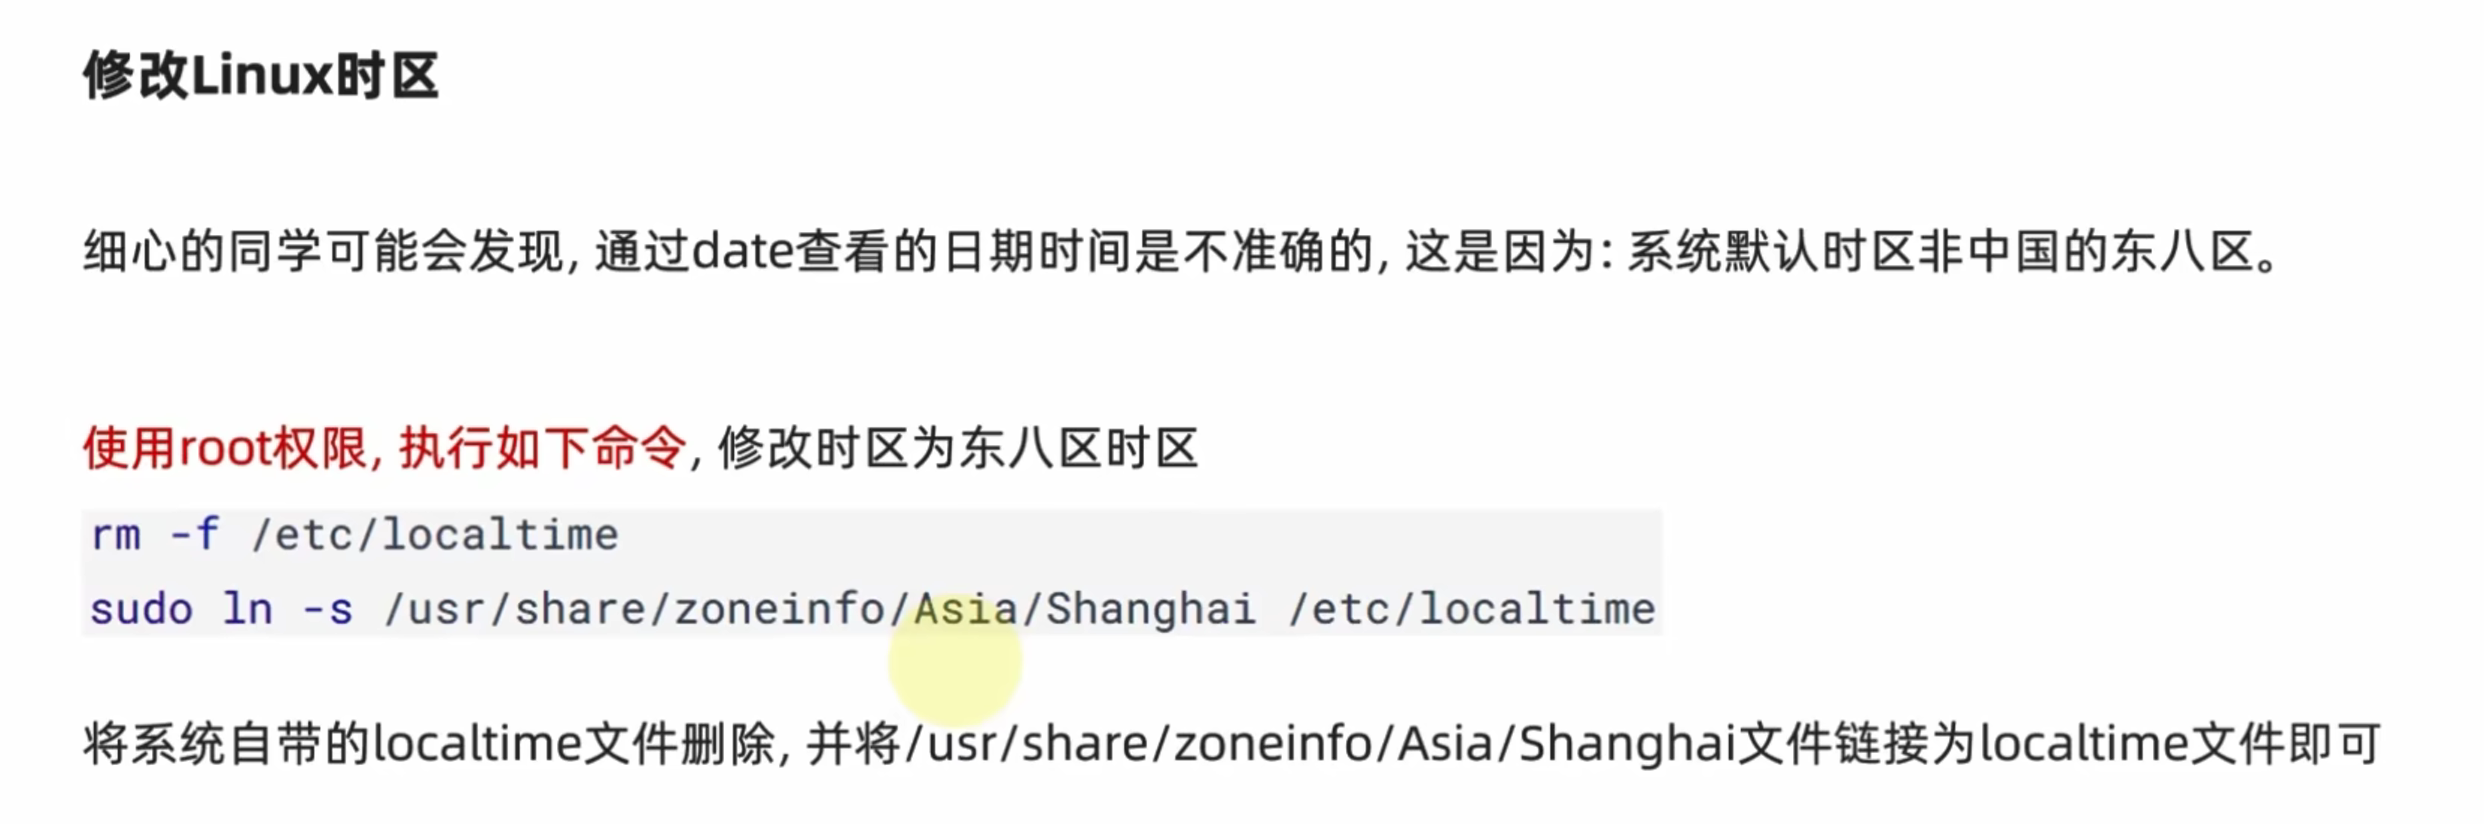 修改Linux时区
细心的同学可能会发现, 通过date查看的日期时间是不准确的, 这是因为: 系统默认时区非中国的东八区。
使用root权限, 执行如下命令, 修改时区为东八区时区
rm -f /etc/localtime
sudo ln -s /usr/share/zoneinfo/Asia/Shanghai /etc/localtime
将系统自带的localtime文件删除, 并将/usr/share/zoneinfo/Asia/Shanghai文件链接为localtime文件即可